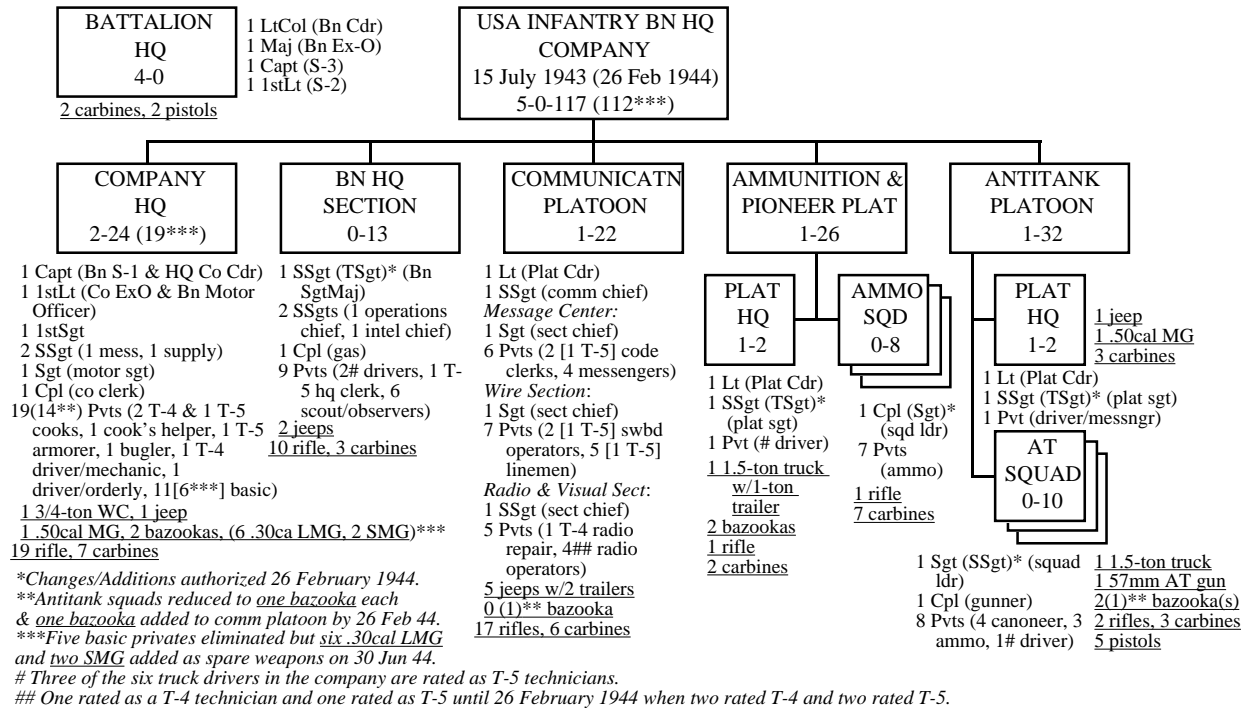 BATTALION
HQ
4-0
2 carbines, 2 pistols
1 LtCol (Bn Cdr)
1 Maj (Bn Ex-O)
1 Capt (S-3)
1 1stLt (S-2)
USA INFANTRY BN HQ
COMPANY
15 July 1943 (26 Feb 1944)
5-0-117 (112***)
COMPANY
HQ
2-24 (19***)
1 Capt (Bn S-1 & HQ Co Cdr)
1 1stLt (Co ExO & Bn Motor
Officer)
1 1stSgt
2 SSgt (1 mess, 1 supply)
1 Sgt (motor sgt)
1 Cpl (co clerk)
19(14**) Pvts (2 T-4 & 1 T-5
cooks, 1 cook's helper, 1 T-5
armorer, 1 bugler, 1 T-4
driver/mechanic, 1
driver/orderly, 11[6***] basic)
1 3/4-ton WC, 1 jeep
1 .50cal MG, 2 bazookas, (6 .30ca LMG, 2 SMG)***
19 rifle, 7 carbines
BN HQ
SECTION
0-13
1 SSgt (TSgt)* (Bn
SgtMaj)
2 SSgts (1 operations
chief, 1 intel chief)
1 Cpl (gas)
9 Pvts (2# drivers, 1 T-
5 hq clerk, 6
scout/observers)
2 jeeps
10 rifle, 3 carbines
COMMUNICATN
PLATOON
1-22
1 Lt (Plat Cdr)
1 SSgt (comm chief)
Message Center:
1 Sgt (sect chief)
6 Pvts (2 [1 T-5] code
clerks, 4 messengers)
Wire Section:
1 Sgt (sect chief)
7 Pvts (2 [1 T-5] swbd
operators, 5 [1 T-5]
linemen)
Radio & Visual Sect:
1 SSgt (sect chief)
5 Pvts (1 T-4 radio
repair, 4## radio
operators)
5 jeeps w/2 trailers
0 (1)** bazooka
17 rifles, 6 carbines
AMMUNITION &
PIONEER PLAT
1-26
PLAT
HQ
1-2
1 Lt (Plat Cdr)
1 SSgt (TSgt)*
(plat sgt)
1 Pvt (# driver)
1 1.5-ton truck
w/1-ton
trailer
2 bazookas
1 rifle
2 carbines
AMMO
SQD
0-8
1 Cpl (Sgt)*
(sqd ldr)
7 Pvts
(ammo)
1 rifle
7 carbines
ANTITANK
PLATOON
1-32
PLAT
HQ
1-2
1 jeep
1 .50cal MG
3 carbines
1 Lt (Plat Cdr)
1 SSgt (TSgt)* (plat sgt)
1 Pvt (driver/messngr)
AT
SQUAD
0-10
1 Sgt (SSgt)* (squad
ldr)
1 Cpl (gunner)
8 Pvts (4 canoneer, 3
ammo, 1# driver)
1 1.5-ton truck
1 57mm AT gun
2(1)** bazooka(s)
2 rifles, 3 carbines
5 pistols
*Changes/Additions authorized 26 February 1944.
**Antitank squads reduced to one bazooka each
& one bazooka added to comm platoon by 26 Feb 44.
***Five basic privates eliminated but six .30cal LMG
and two SMG added as spare weapons on 30 Jun 44.
# Three of the six truck drivers in the company are rated as T-5 technicians.
## One rated as a T-4 technician and one rated as T-5 until 26 February 1944 when two rated T-4 and two rated T-5.